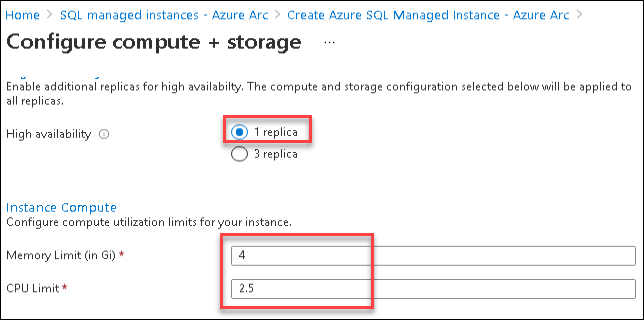 Home > SQL managed instances - Azure Arc > Create Azure SQL Managed Instance - Azure Arc >
Configure compute + storage ...
Enable additional replicas for high availabilty. The compute and storage configuration selected below will be applied to
all replicas.
High availability
1 replica
3 replica
Instance Compute
Configure compute utilization limits for your instance.
Memory Limit (in Gi) *
4
CPU Limit *
2.5